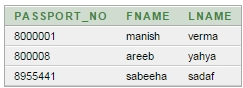 PASSPORT_NO FNAME LNAME
8000001 manish verma
800008 areeb yahya
8955441 sabeeha sadaf